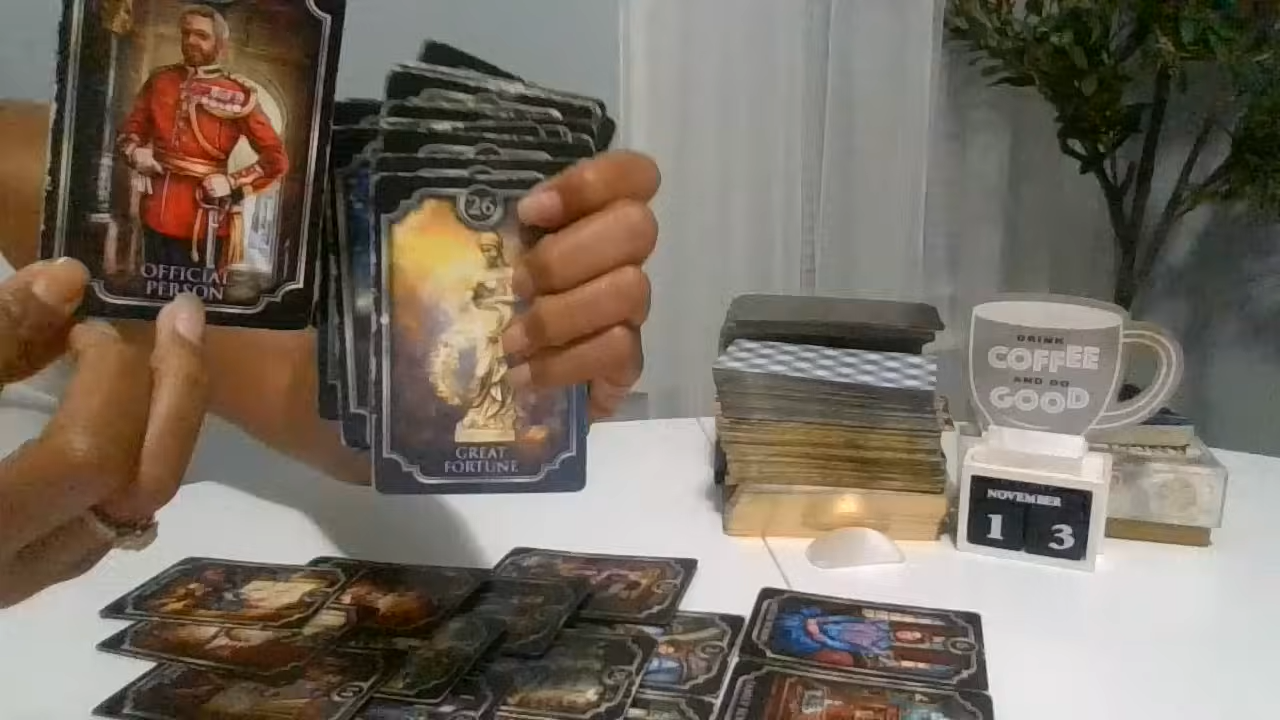 OFFICIAL
PERSON
26
GREAT
FORTUNE
DRINK
COFFEE
AND DO
GOOD
NOVEMBER
1 3